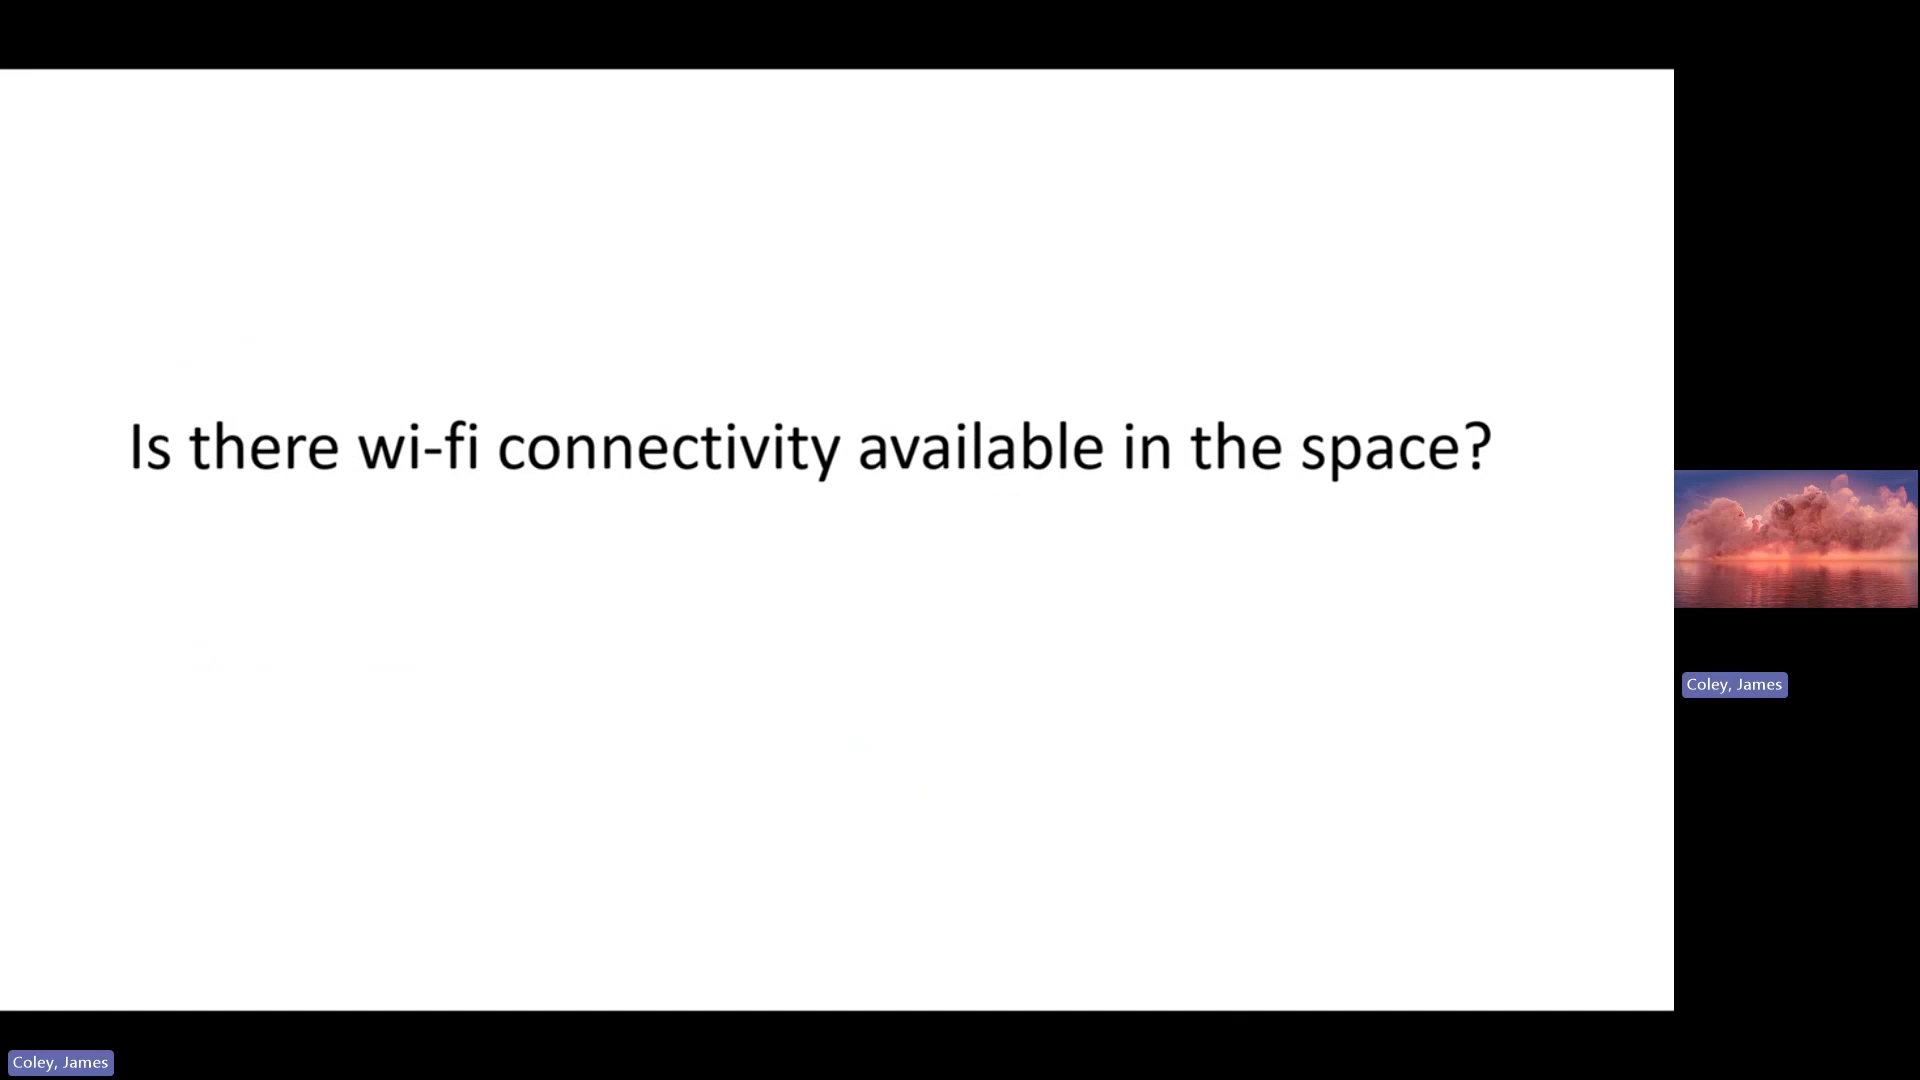 Is there wi-fi connectivity available in the space?
Coley, James
Coley, James